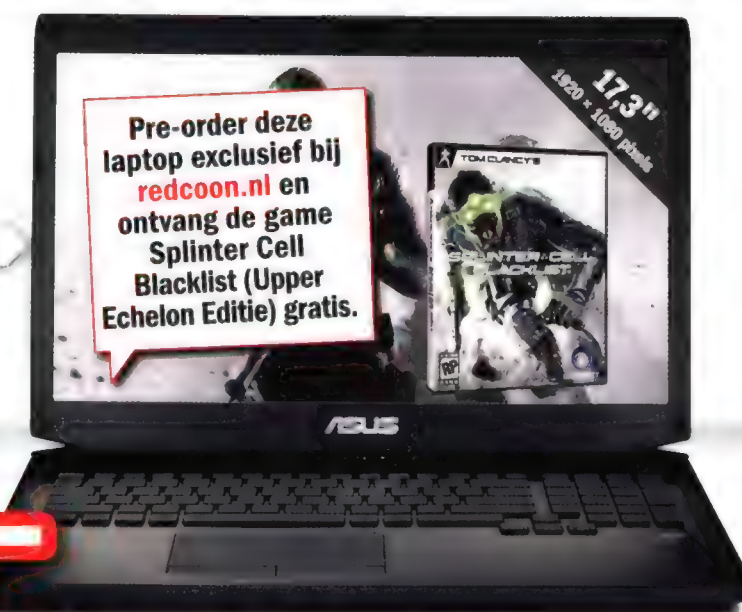 Pre-order deze
laptop exclusief bij
redcoon.nl en
ontvang de game
Splinter Cell
Blacklist (Upper
Echelon Editie) gratis.
17,3"
1920 × 1080 pixels
TOM CLANCY'S
SPLINTER CELL
BLACKLIST
RP
ASUS